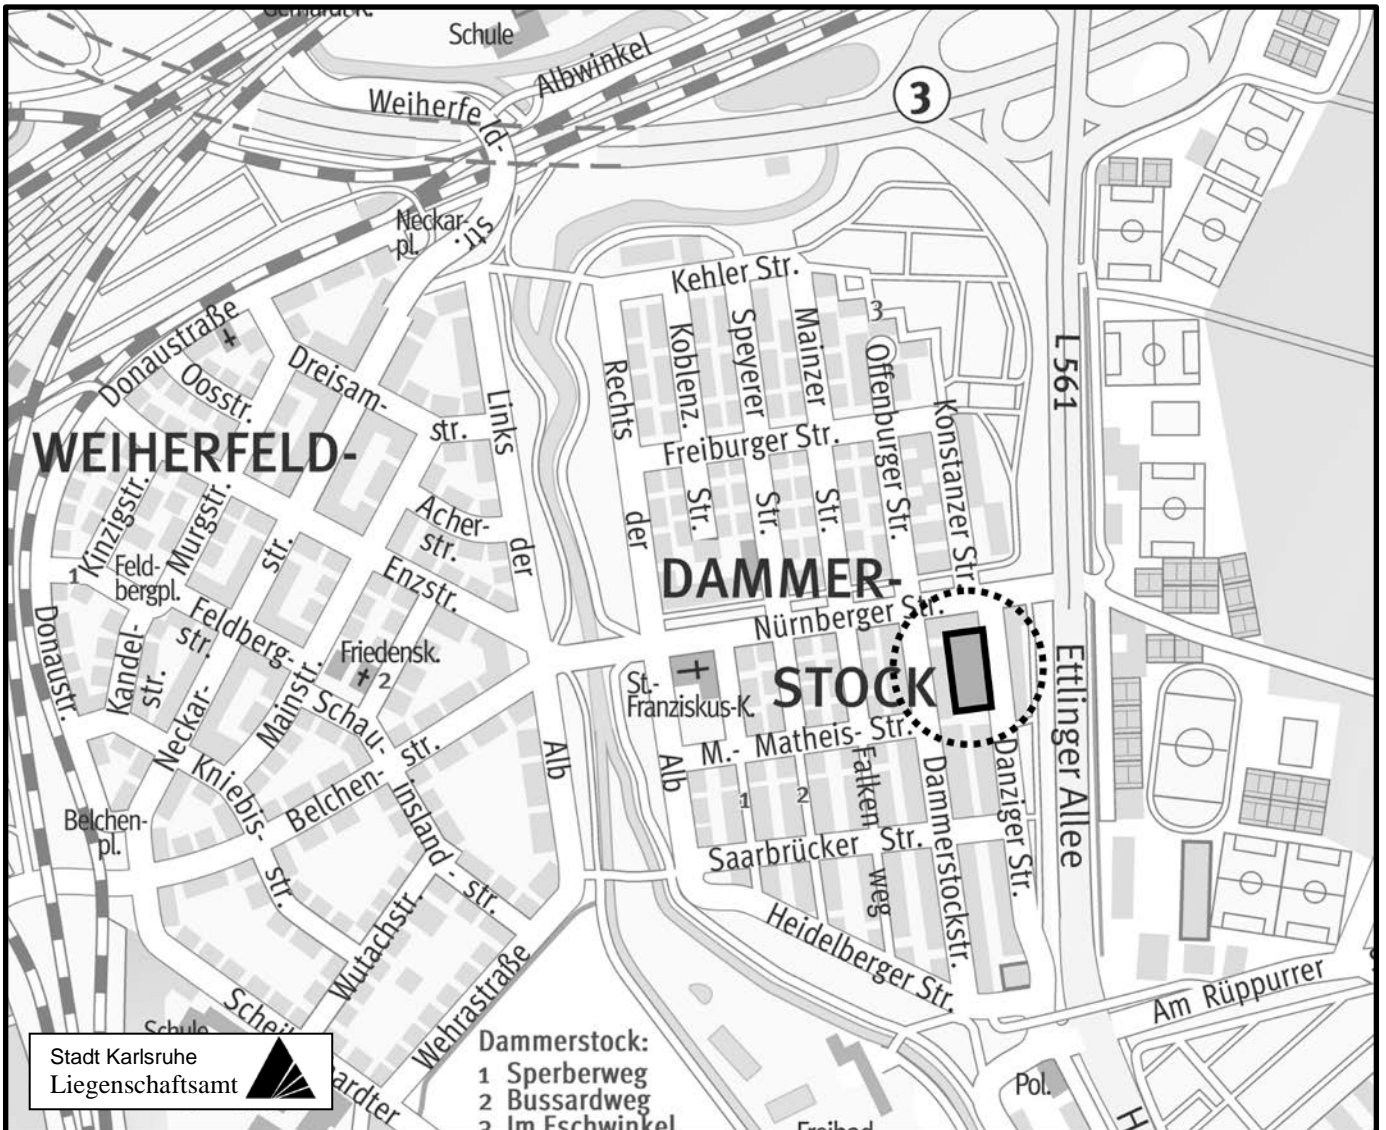 Schule
Albwinkel
Weiherfeld-
str.
3
Neckar-
pl.
Kehler Str.
Donaustraße
Oosstr.
Dreisam-
str.
Links
der
Alb
Rechts
der
Alb
Koblenz.
Str.
Speyerer
Str.
Mainzer
Str.
3
Offenburger Str.
Konstanzer Str.
L 561
Freiburger Str.
WEIHERFELD-
Kinzigstr.
Murgstr.
Acher-
str.
Enzstr.
1
Feld-
bergpl.
str.
DAMMER-
STOCK
Nürnberger Str.
Donaustr.
Kandel-
str.
Feldberg-
str.
Neckar-
Mainstr.
Friedensk.
2
Schau-
insland-
str.
St.-
Franziskus-K.
M.- Matheis- Str.
Ettlinger Allee
Kniebis-
str.
Belchen-
str.
Belchen-
pl.
1
2
Falken
weg
Dammerstockstr.
Danziger Str.
Saarbrücker Str.
Heidelberger Str.
Wutachstr.
Wehrastraße
Am Rüppurrer
Schule
Stadt Karlsruhe
Liegenschaftsamt
Dammerstock:
1 Sperberweg
2 Bussardweg
3 Im Eschwinkel
Pol.
Freibad
H